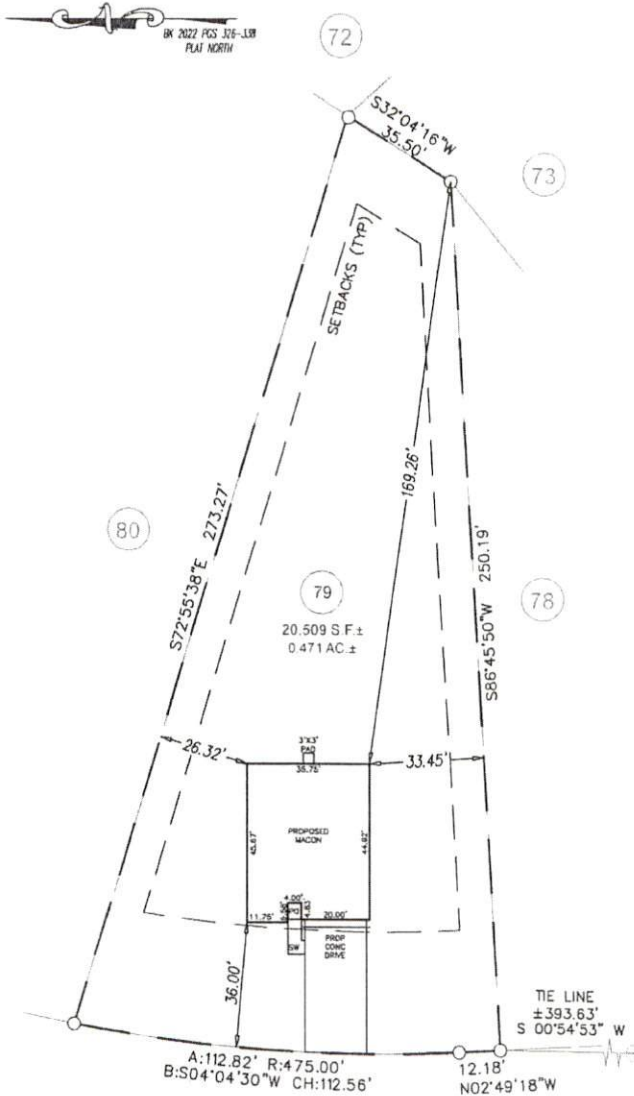 BK 2022 PGS 326-338
PLAT NORTH
72
S32°04'16"W
35.50'
73
SETBACKS (TYP)
169.26'
80
S72°55'38"E 273.27'
79
20.509 S.F.±
0.471 AC.±
S86°45'50"W 250.19'
78
26.32'
3'X3'
PAD
35.75'
33.45'
45.67'
PROPOSED
MACON
44.92'
4.00'
4.83'
11.75'
20.00'
SW
PROP
CONC
DRIVE
36.00'
TIE LINE
±393.63'
S 00°54'53" W
A:112.82' R:475.00'
B:S04°04'30"W CH:112.56'
12.18'
N02°49'18"W